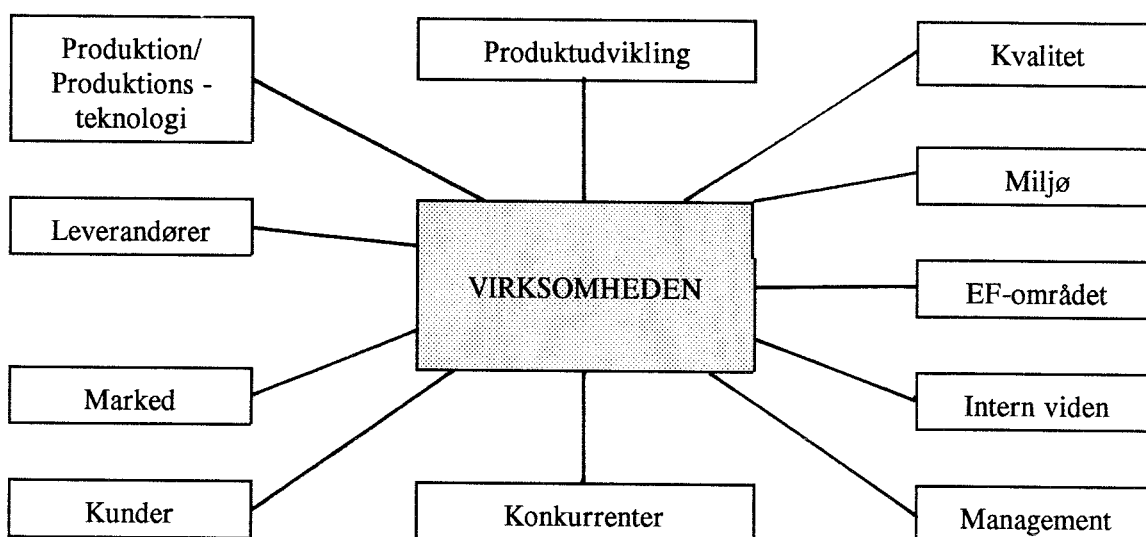 Produktion/
Produktions -
teknologi
Produktudvikling
Kvalitet
Leverandører
Miljø
VIRKSOMHEDEN
EF-området
Marked
Intern viden
Kunder
Konkurrenter
Management